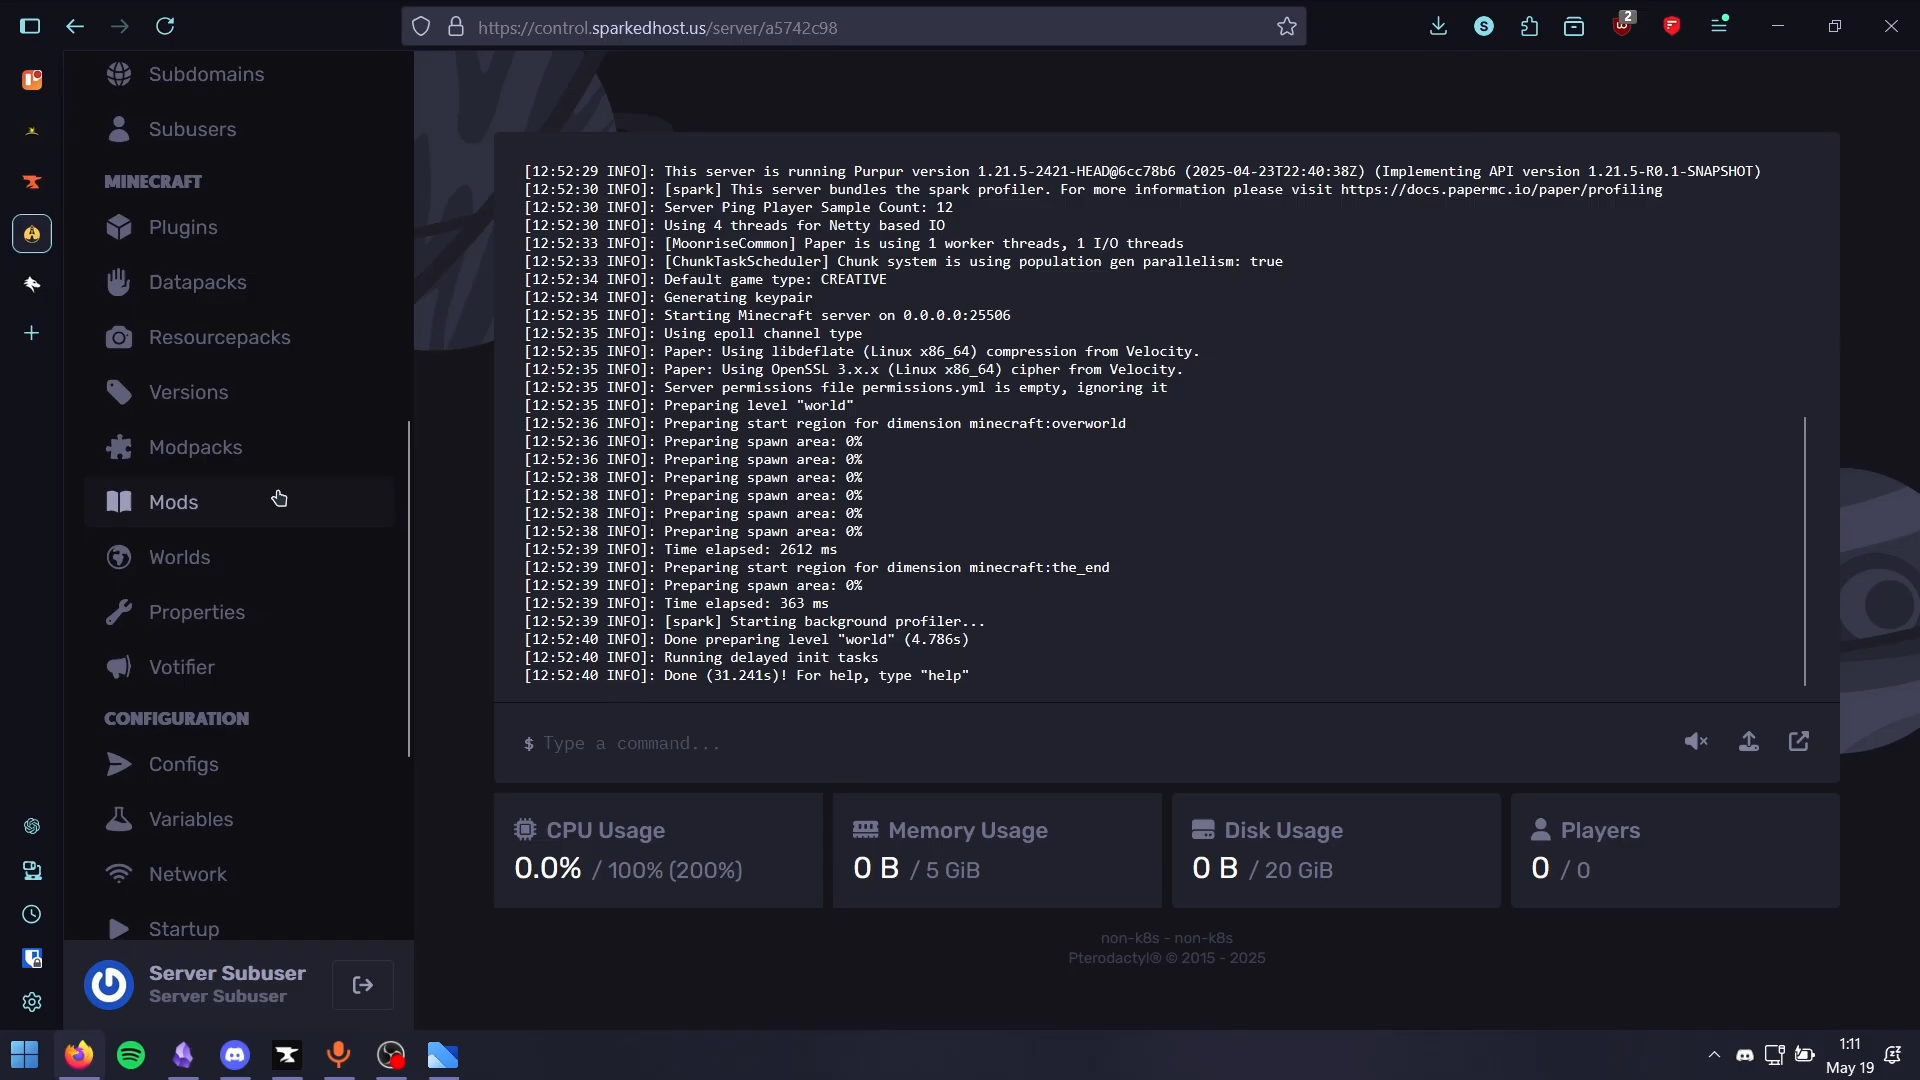 https://control.sparkedhost.us/server/a5742c98
2
Subdomains
Subusers
MINECRAFT
Plugins
Datapacks
Resourcepacks
Versions
Modpacks
Mods
Worlds
Properties
Votifier
CONFIGURATION
Configs
Variables
Network
Startup
Server Subuser
Server Subuser
[12:52:29 INFO]: This server is running Purpur version 1.21.5-2421-HEAD@6cc78b6 (2025-04-23T22:40:38Z) (Implementing API version 1.21.5-R0.1-SNAPSHOT)
[12:52:30 INFO]: [spark] This server bundles the spark profiler. For more information please visit https://docs.papermc.io/paper/profiling
[12:52:30 INFO]: Server Ping Player Sample Count: 12
[12:52:30 INFO]: Using 4 threads for Netty based IO
[12:52:33 INFO]: [MoonriseCommon] Paper is using 1 worker threads, 1 I/O threads
[12:52:33 INFO]: [ChunkTaskScheduler] Chunk system is using population gen parallelism: true
[12:52:34 INFO]: Default game type: CREATIVE
[12:52:34 INFO]: Generating keypair
[12:52:35 INFO]: Starting Minecraft server on 0.0.0.0:25506
[12:52:35 INFO]: Using epoll channel type
[12:52:35 INFO]: Paper: Using libdeflate (Linux x86_64) compression from Velocity.
[12:52:35 INFO]: Paper: Using OpenSSL 3.x.x (Linux x86_64) cipher from Velocity.
[12:52:35 INFO]: Server permissions file permissions.yml is empty, ignoring it
[12:52:35 INFO]: Preparing level "world"
[12:52:36 INFO]: Preparing start region for dimension minecraft:overworld
[12:52:36 INFO]: Preparing spawn area: 0%
[12:52:36 INFO]: Preparing spawn area: 0%
[12:52:38 INFO]: Preparing spawn area: 0%
[12:52:38 INFO]: Preparing spawn area: 0%
[12:52:38 INFO]: Preparing spawn area: 0%
[12:52:38 INFO]: Preparing spawn area: 0%
[12:52:39 INFO]: Time elapsed: 2612 ms
[12:52:39 INFO]: Preparing start region for dimension minecraft:the_end
[12:52:39 INFO]: Preparing spawn area: 0%
[12:52:39 INFO]: Time elapsed: 363 ms
[12:52:39 INFO]: [spark] Starting background profiler...
[12:52:40 INFO]: Done preparing level "world" (4.786s)
[12:52:40 INFO]: Running delayed init tasks
[12:52:40 INFO]: Done (31.241s)! For help, type "help"
$ Type a command...
CPU Usage
0.0% / 100% (200%)
Memory Usage
0 B / 5 GiB
Disk Usage
0 B / 20 GiB
Players
0 / 0
non-k8s - non-k8s
Pterodactyl® © 2015 - 2025
1:11
May 19